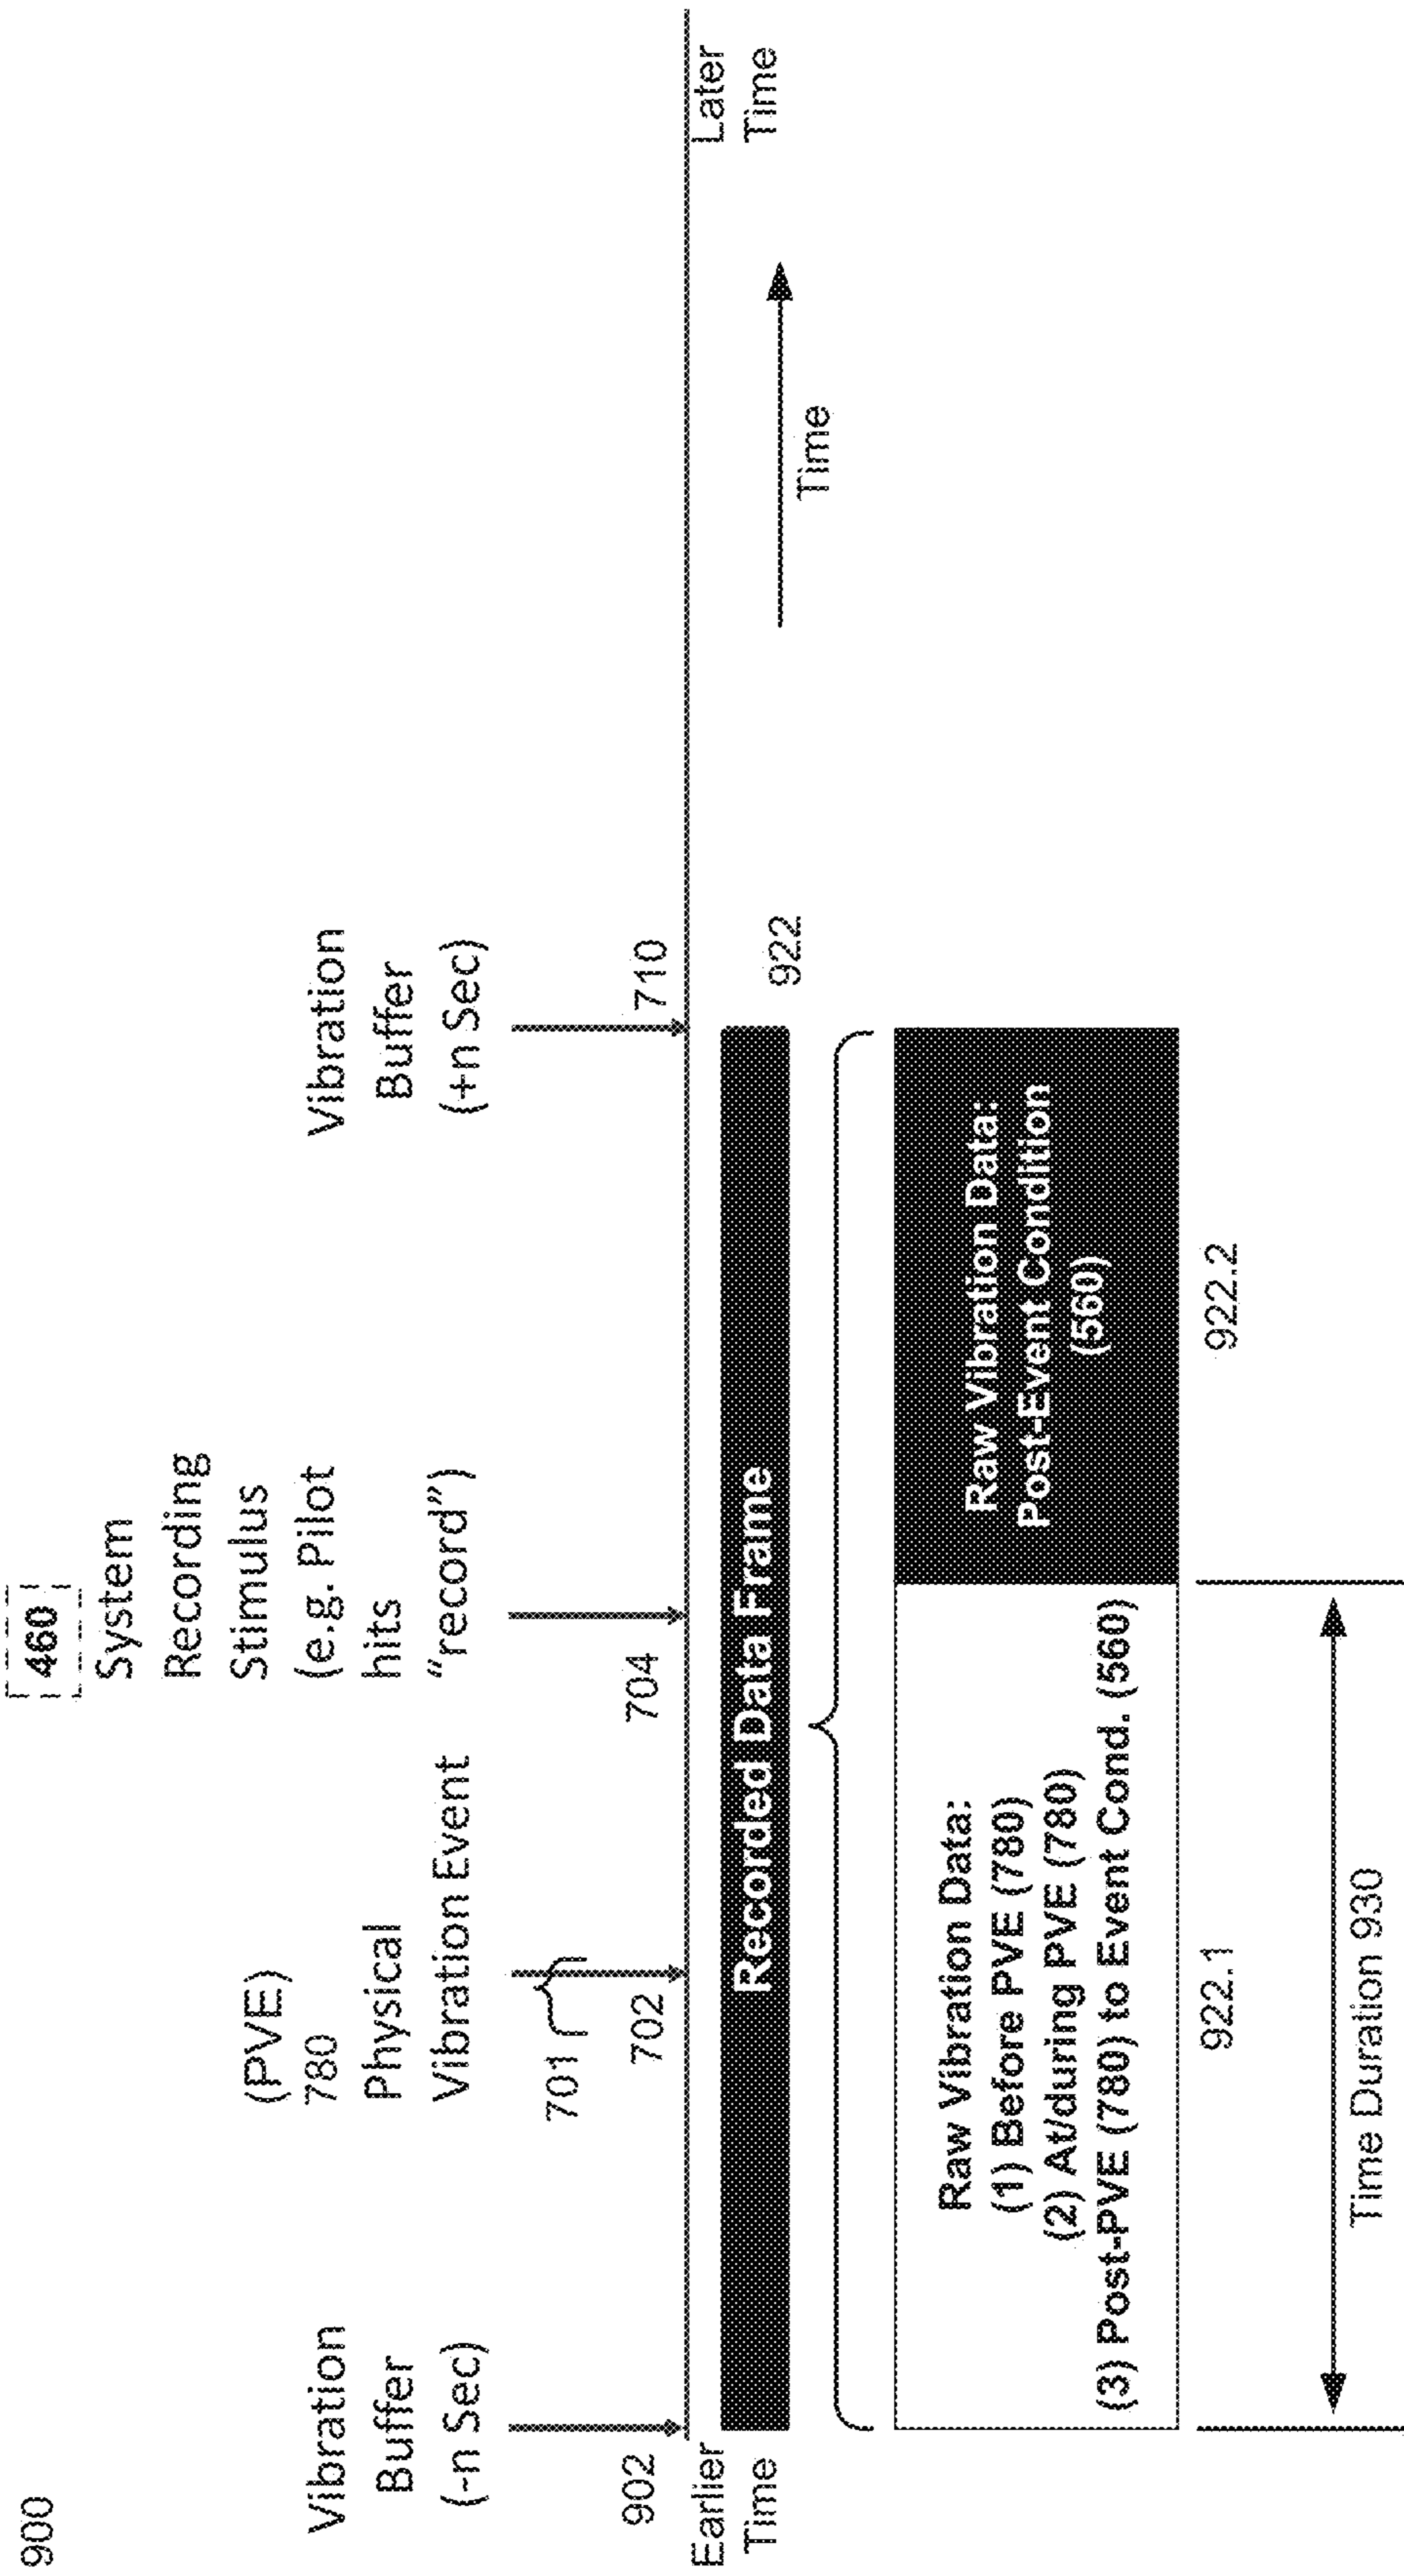 900
Vibration
Buffer
(-n Sec)
902
(PVE)
780
Physical
Vibration Event
701
702
460
System
Recording
Stimulus
(e.g. Pilot
hits
“record”)
704
Vibration
Buffer
(+n Sec)
710
Earlier
Time
Later
Time
Recorded Data Frame
922
Time
Raw Vibration Data:
(1) Before PVE (780)
(2) At/during PVE (780)
(3) Post-PVE (780) to Event Cond. (560)
922.1
Raw Vibration Data:
Post-Event Condition
(560)
922.2
Time Duration 930